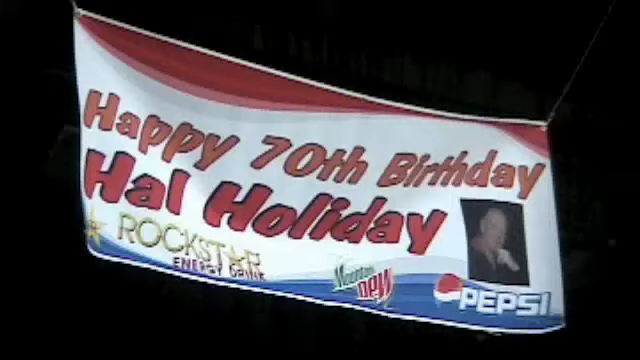 Happy 70th Birthday
Hal Holiday
ROCKSTAR
ENERGY DRINK
Mountain
Dew
PEPSI